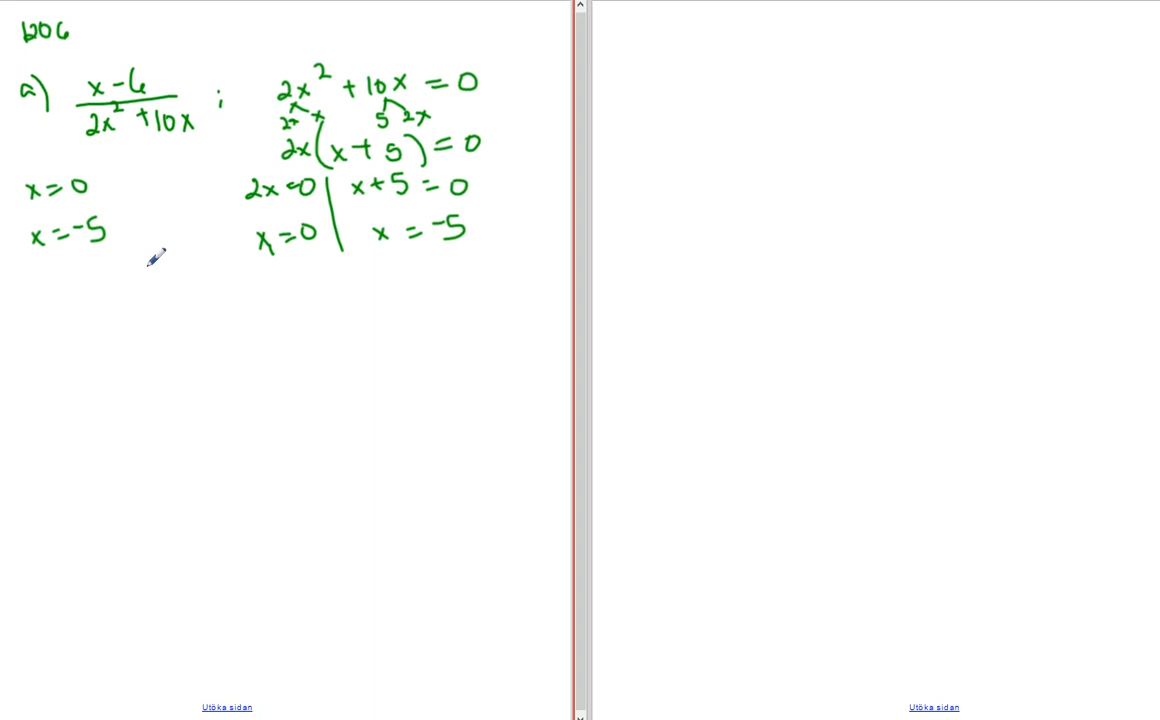 1206
a) x-6 / 2x² + 10x ; 2x² + 10x = 0
2x x 5 2x
2x(x + 5) = 0
x = 0 2x = 0 | x + 5 = 0
x = -5 x = 0 | x = -5
Utöka sidan Utöka sidan